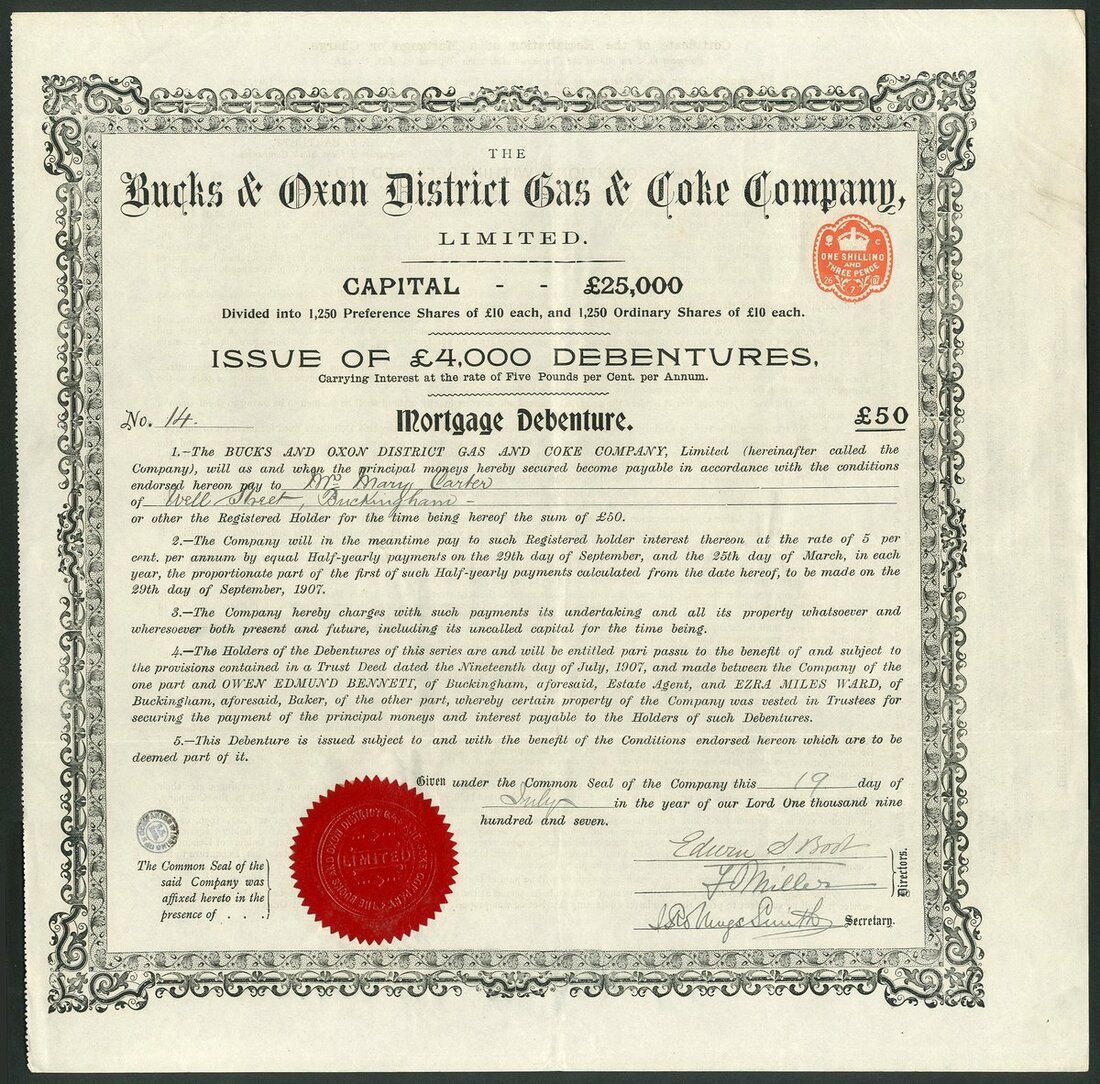 THE
Bucks & Oxon District Gas & Coke Company,
LIMITED.
CAPITAL - - £25,000
Divided into 1,250 Preference Shares of £10 each, and 1,250 Ordinary Shares of £10 each.
ONE SHILLING
AND
THREE PENCE
ISSUE OF £4,000 DEBENTURES,
Carrying Interest at the rate of Five Pounds per Cent. per Annum.
No. 14. Mortgage Debenture. £50
1.—The BUCKS AND OXON DISTRICT GAS AND COKE COMPANY, Limited (hereinafter called the
Company), will as and when the principal moneys hereby secured become payable in accordance with the conditions
endorsed hereon pay to Mrs Mary Carter
of Well Street, Buckingham -
or other the Registered Holder for the time being hereof the sum of £50.
2.—The Company will in the meantime pay to such Registered holder interest thereon at the rate of 5 per
cent. per annum by equal Half-yearly payments on the 29th day of September, and the 25th day of March, in each
year, the proportionate part of the first of such Half-yearly payments calculated from the date hereof, to be made on the
29th day of September, 1907.
3.—The Company hereby charges with such payments its undertaking and all its property whatsoever and
wheresoever both present and future, including its uncalled capital for the time being.
4.—The Holders of the Debentures of this series are and will be entitled pari passu to the benefit of and subject to
the provisions contained in a Trust Deed dated the Nineteenth day of July, 1907, and made between the Company of the
one part and OWEN EDMUND BENNETT, of Buckingham, aforesaid, Estate Agent, and EZRA MILES WARD, of
Buckingham, aforesaid, Baker, of the other part, whereby certain property of the Company was vested in Trustees for
securing the payment of the principal moneys and interest payable to the Holders of such Debentures.
5.—This Debenture is issued subject to and with the benefit of the Conditions endorsed hereon which are to be
deemed part of it.
Given under the Common Seal of the Company this 19 day of
July in the year of our Lord One thousand nine
hundred and seven.
LIMITED
The Common Seal of the
said Company was
affixed hereto in the
presence of . . . .
Edwin S
Miller
Directors.
Smith Secretary.